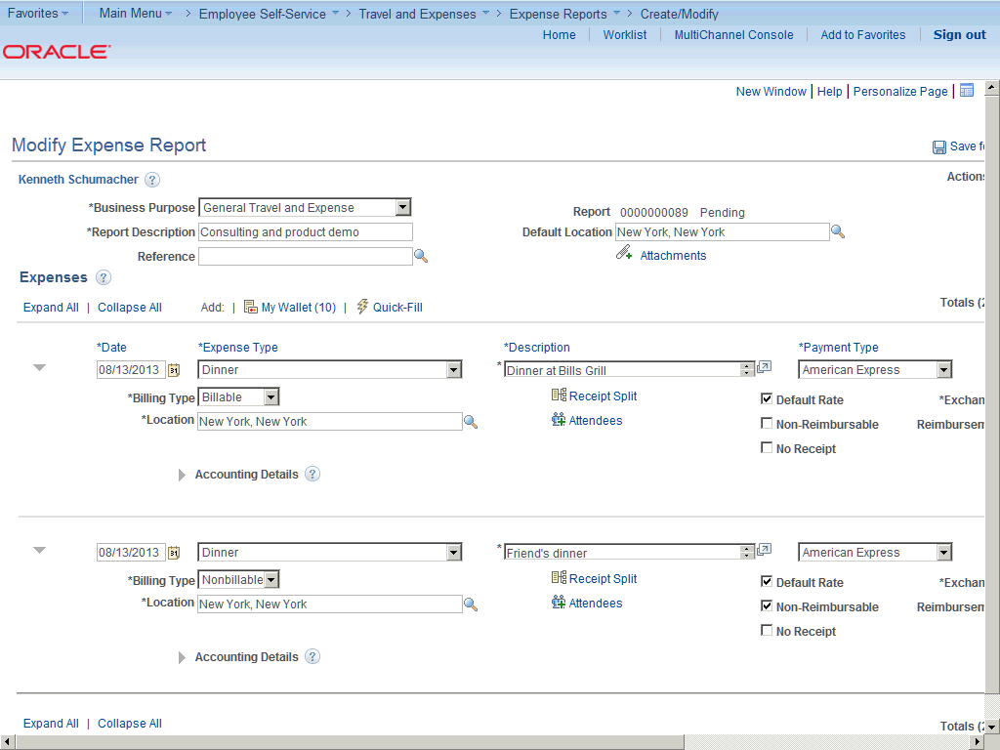 Favorites Main Menu > Employee Self-Service > Travel and Expenses > Expense Reports > Create/Modify
Home Worklist MultiChannel Console Add to Favorites Sign out
ORACLE
New Window | Help | Personalize Page |
Modify Expense Report Save fo
Kenneth Schumacher ? Actions
*Business Purpose General Travel and Expense Report 0000000089 Pending
*Report Description Consulting and product demo Default Location New York, New York
Reference Attachments
Expenses ?
Expand All | Collapse All Add: | My Wallet (10) | Quick-Fill Totals (2
*Date *Expense Type *Description *Payment Type
08/13/2013 31 Dinner * Dinner at Bills Grill American Express
*Billing Type Billable Receipt Split Default Rate *Exchan
*Location New York, New York Attendees Non-Reimbursable Reimbursem
No Receipt
Accounting Details ?
08/13/2013 31 Dinner * Friend's dinner American Express
*Billing Type Nonbillable Receipt Split Default Rate *Exchan
*Location New York, New York Attendees Non-Reimbursable Reimbursem
No Receipt
Accounting Details ?
Expand All | Collapse All Totals (2